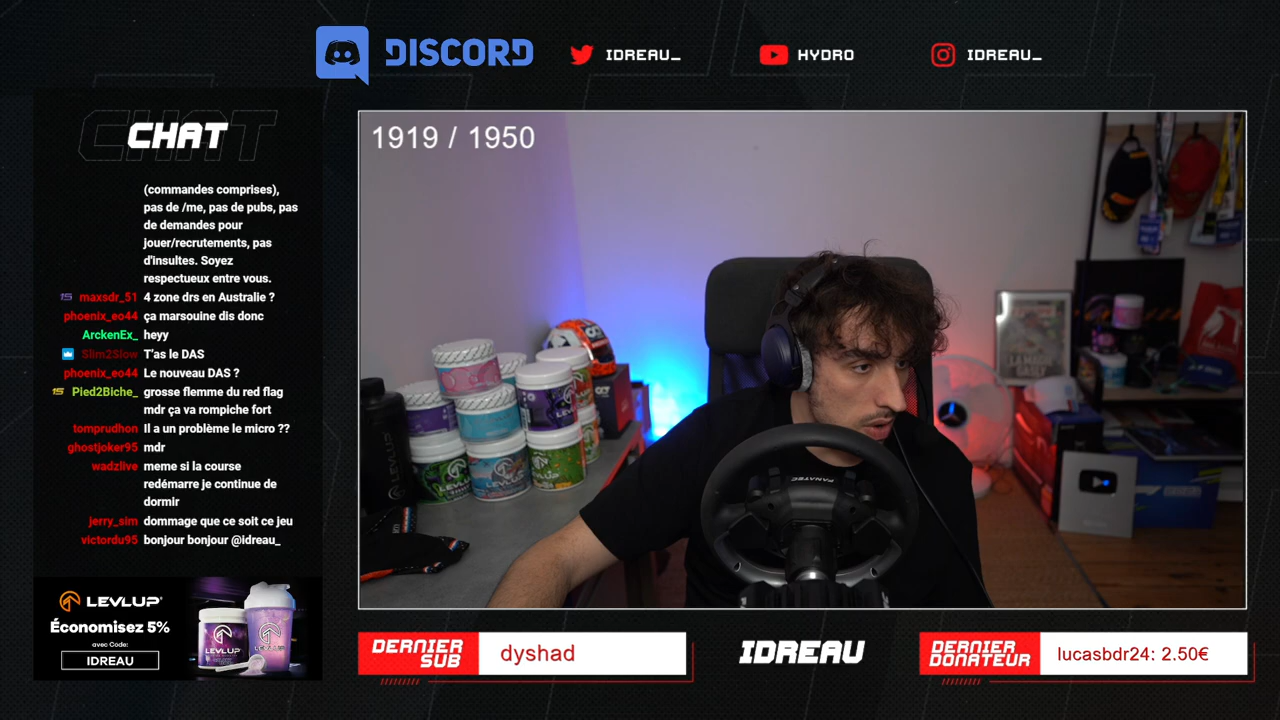 DISCORD
IDREAU_
HYDRO
IDREAU_
CHAT
(commandes comprises),
pas de /me, pas de pubs, pas
de demandes pour
jouer/recrutements, pas
d'insultes. Soyez
respectueux entre vous.
maxsdr_51 4 zone drs en Australie ?
phoenix_eo44 ça marsouine dis donc
ArckenEx_ heyy
Slim2Slow T'as le DAS
phoenix_eo44 Le nouveau DAS ?
Pied2Biche_ grosse flemme du red flag
mdr ça va rompiche fort
tomprudhon Il a un problème le micro ??
ghostjoker95 mdr
wadzlive meme si la course
redémarre je continue de
dormir
jerry_sim dommage que ce soit ce jeu
victordu95 bonjour bonjour @idreau_
LEVLUP
Économisez 5%
avec Code:
IDREAU
LEVLUP
1919 / 1950
LEVLUP
LEVLUP
FANATEC
DERNIER
SUB
dyshad
IDREAU
DERNIER
DONATEUR
lucasbdr24: 2.50€